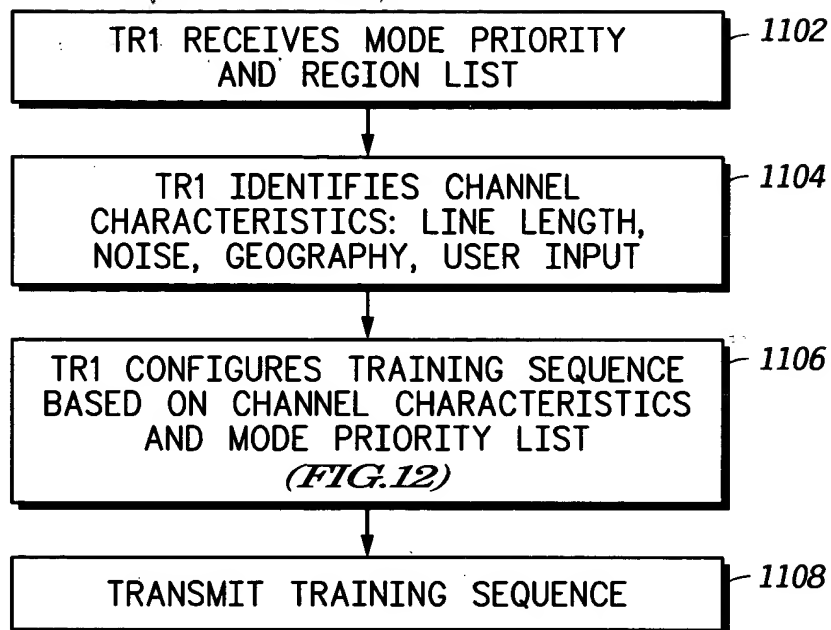 TR1 RECEIVES MODE PRIORITY
AND REGION LIST
1102
TR1 IDENTIFIES CHANNEL
CHARACTERISTICS: LINE LENGTH,
NOISE, GEOGRAPHY, USER INPUT
1104
TR1 CONFIGURES TRAINING SEQUENCE
BASED ON CHANNEL CHARACTERISTICS
AND MODE PRIORITY LIST
(FIG.12)
1106
TRANSMIT TRAINING SEQUENCE
1108